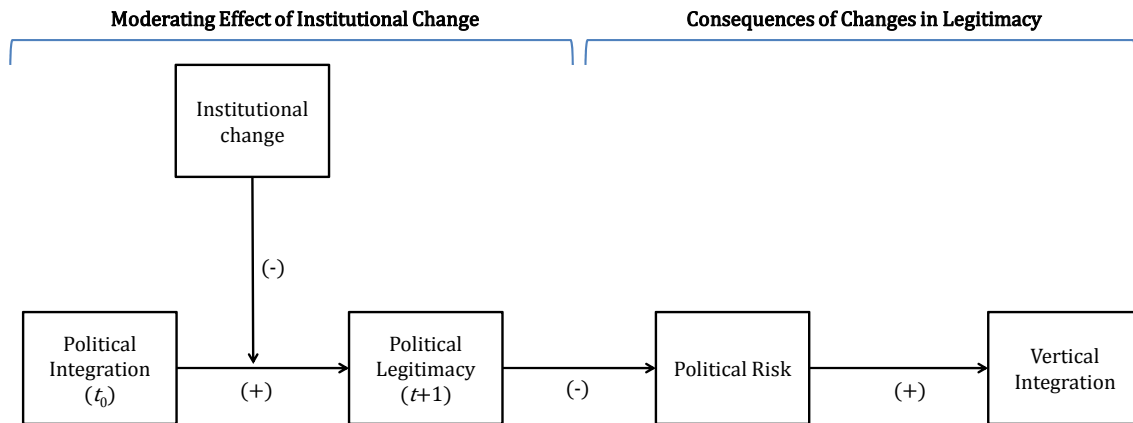 Moderating Effect of Institutional Change
Consequences of Changes in Legitimacy
Institutional
change
(-)
Political
Integration
(t₀)
(+)
Political
Legitimacy
(t+1)
(-)
Political Risk
(+)
Vertical
Integration